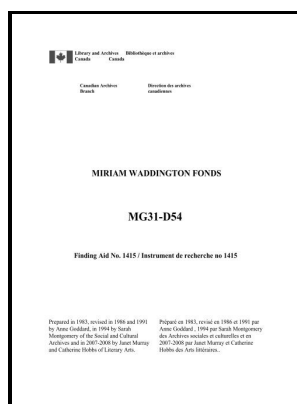 Library and Archives Bibliothèque et archives
Canada Canada
Canadian Archives Direction des archives
Branch canadiennes
MIRIAM WADDINGTON FONDS
MG31-D54
Finding Aid No. 1415 / Instrument de recherche no 1415
Prepared in 1983, revised in 1986 and 1991
by Anne Goddard, in 1994 by Sarah
Montgomery of the Social and Cultural
Archives and in 2007-2008 by Janet Murray
and Catherine Hobbs of Literary Arts.
Préparé en 1983, revisé en 1986 et 1991 par
Anne Goddard , 1994 par Sarah Montgomery
des Archives sociales et culturelles et en
2007-2008 par Janet Murray et Catherine
Hobbs des Arts littéraires..